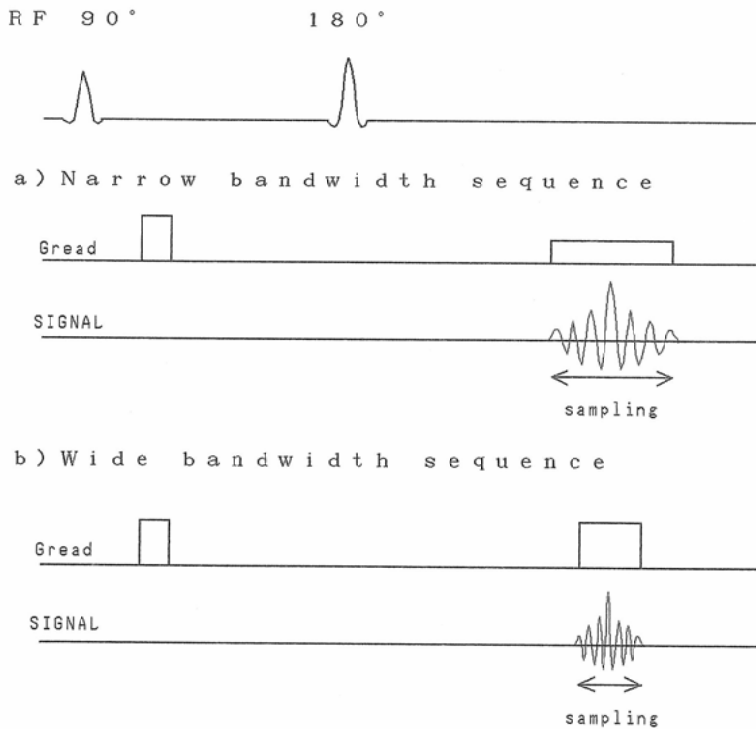 RF 90° 180°
a) Narrow bandwidth sequence
Gread
SIGNAL
sampling
b) Wide bandwidth sequence
Gread
SIGNAL
sampling